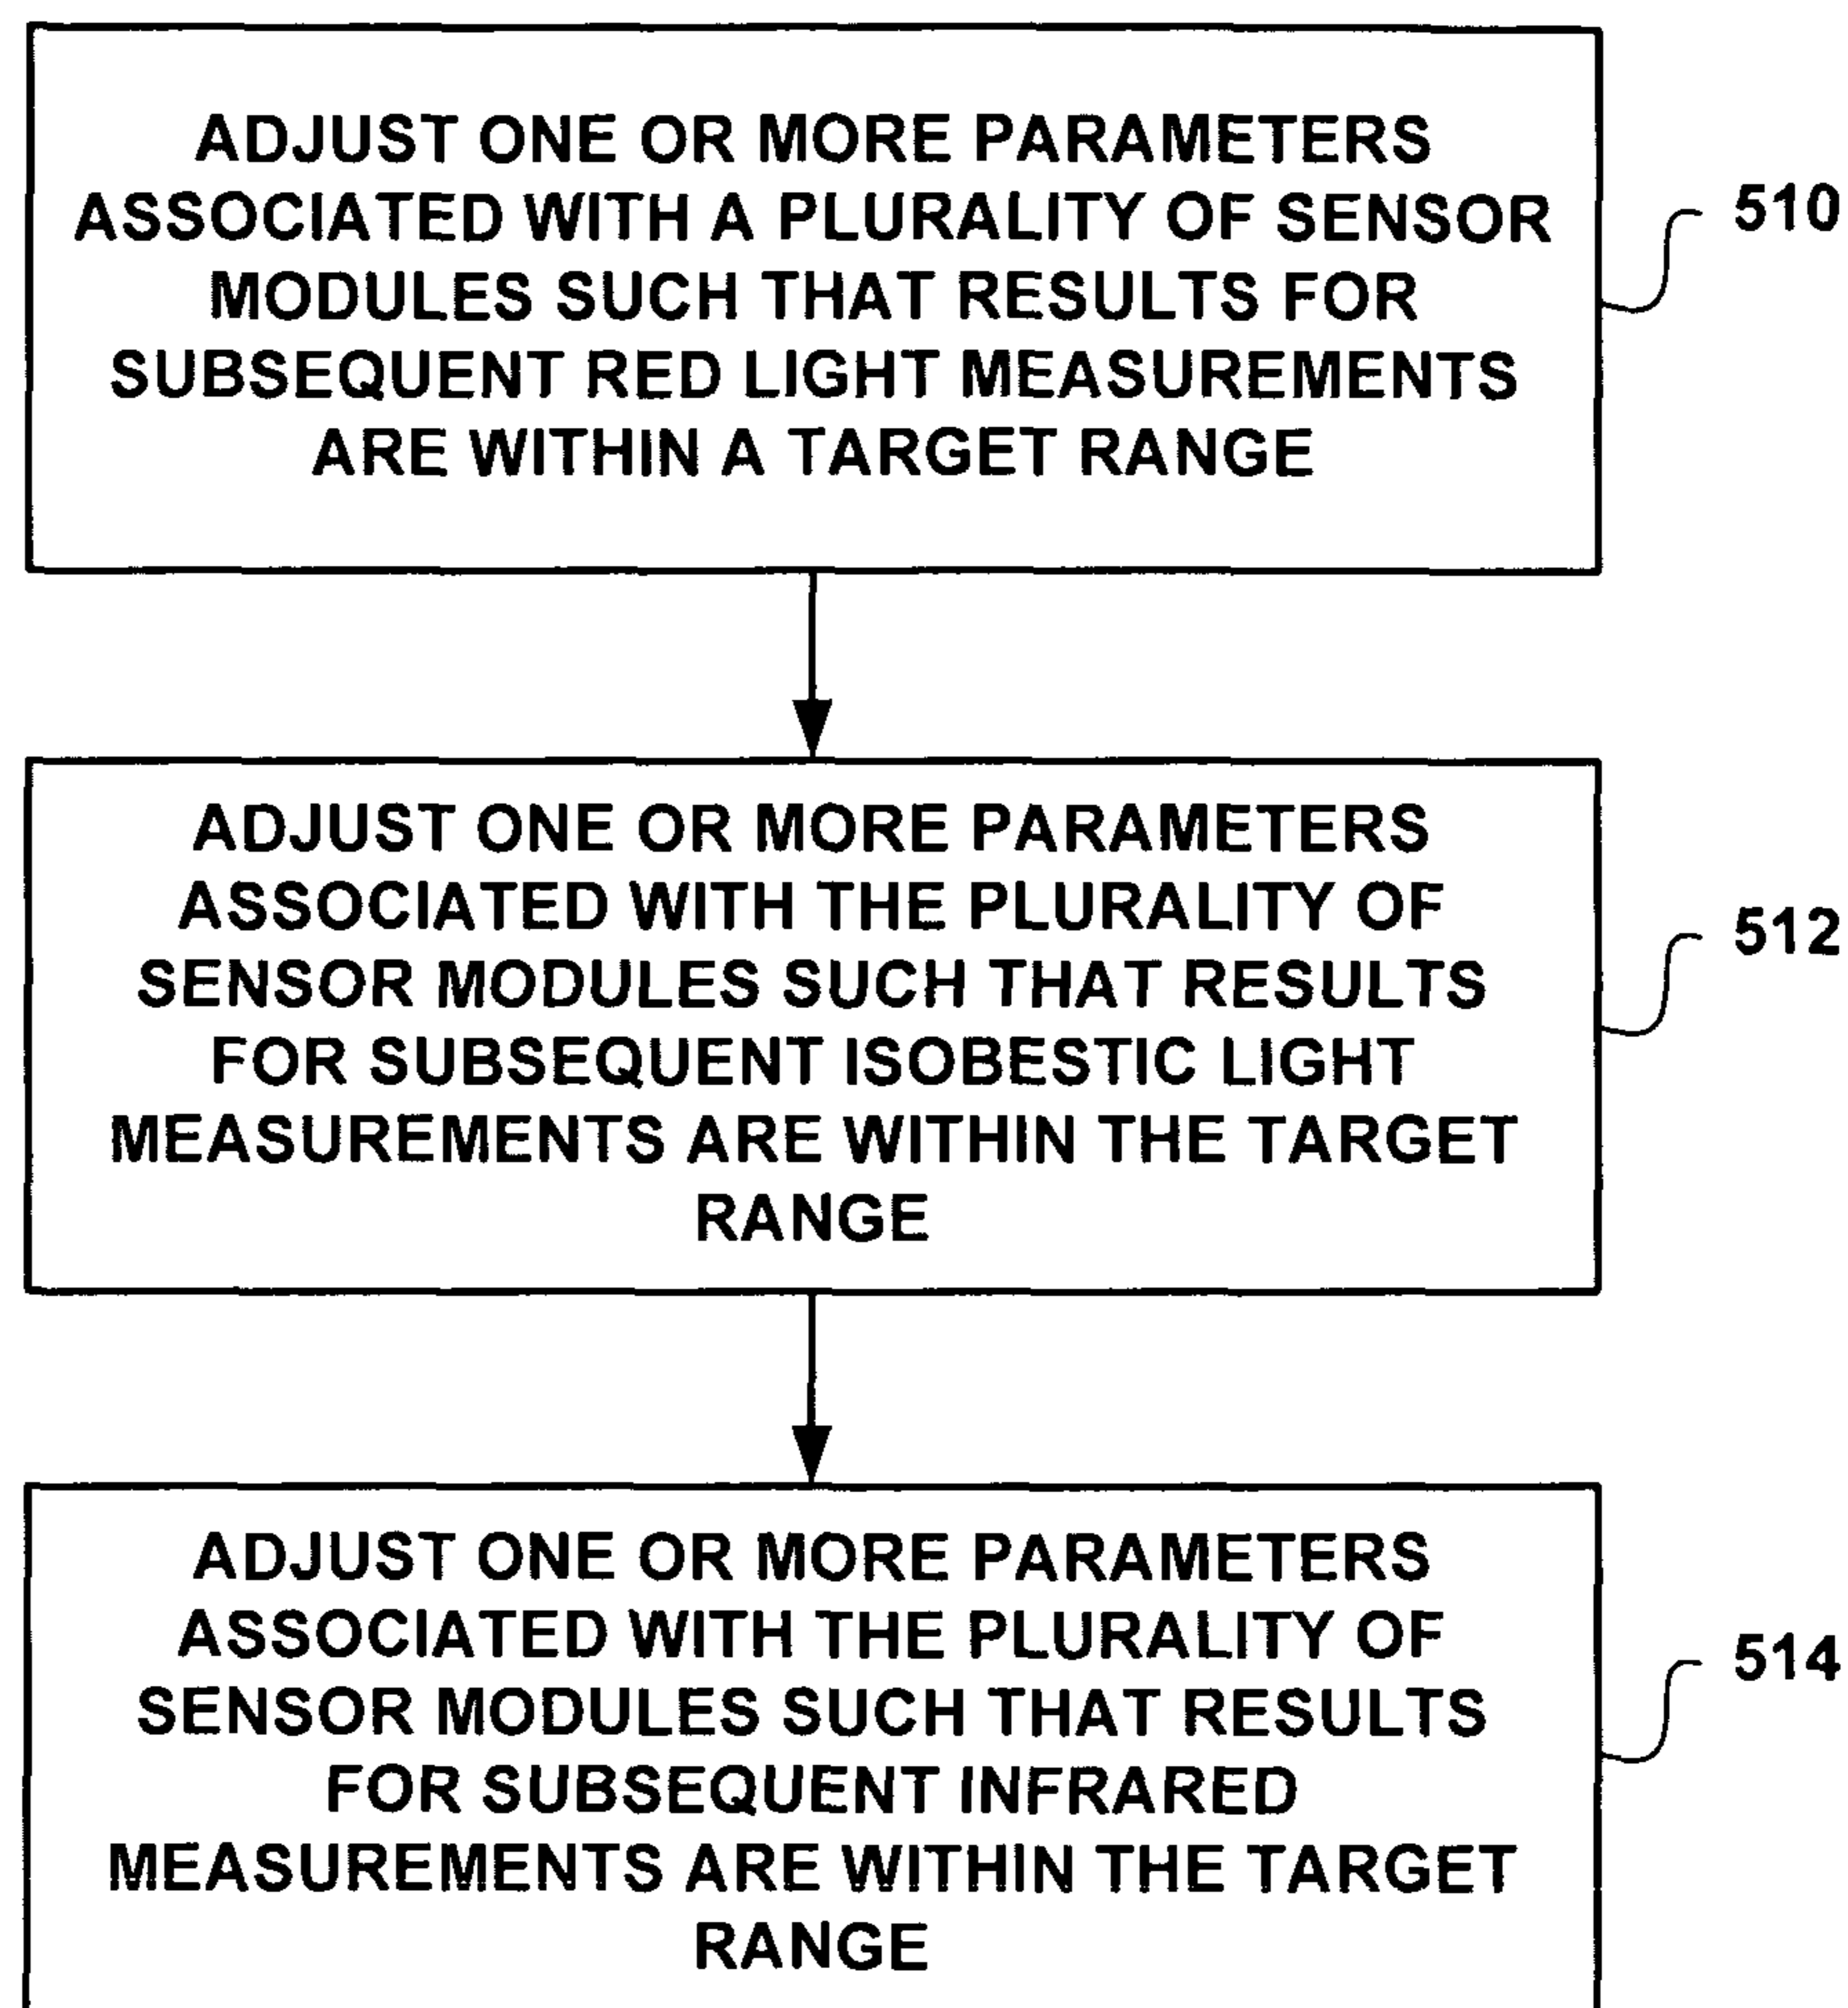 ADJUST ONE OR MORE PARAMETERS
ASSOCIATED WITH A PLURALITY OF SENSOR
MODULES SUCH THAT RESULTS FOR
SUBSEQUENT RED LIGHT MEASUREMENTS
ARE WITHIN A TARGET RANGE
510
ADJUST ONE OR MORE PARAMETERS
ASSOCIATED WITH THE PLURALITY OF
SENSOR MODULES SUCH THAT RESULTS
FOR SUBSEQUENT ISOBESTIC LIGHT
MEASUREMENTS ARE WITHIN THE TARGET
RANGE
512
ADJUST ONE OR MORE PARAMETERS
ASSOCIATED WITH THE PLURALITY OF
SENSOR MODULES SUCH THAT RESULTS
FOR SUBSEQUENT INFRARED
MEASUREMENTS ARE WITHIN THE TARGET
RANGE
514